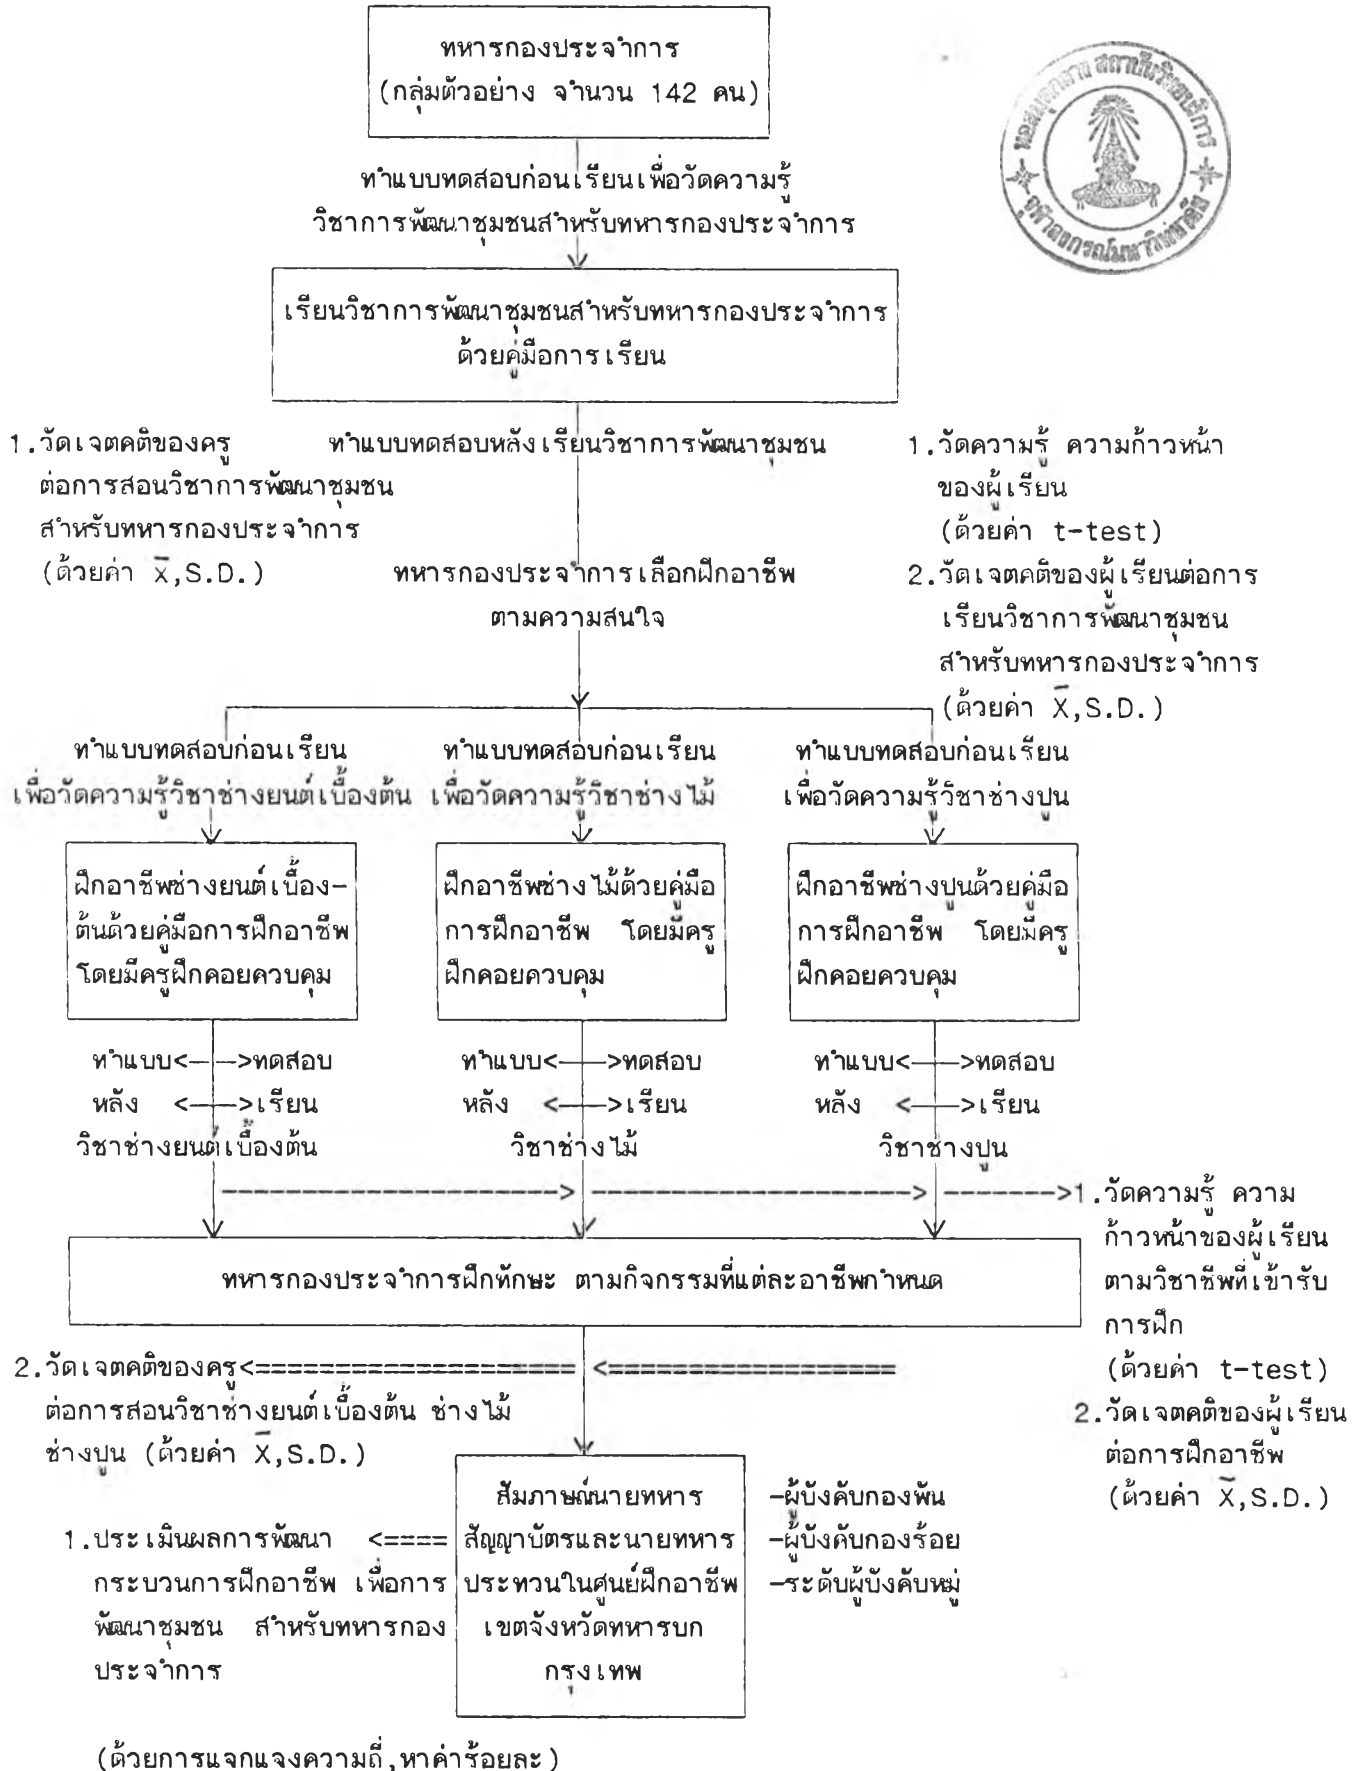 ทหารกองประจำการ
(กลุ่มตัวอย่าง จำนวน 142 คน)
หอสมุดกลาง สถาบันวิทยบริการ
จุฬาลงกรณ์มหาวิทยาลัย
ทำแบบทดสอบก่อนเรียนเพื่อวัดความรู้
วิชาการพัฒนาชุมชนสำหรับทหารกองประจำการ
เรียนวิชาการพัฒนาชุมชนสำหรับทหารกองประจำการ
ด้วยคู่มือการเรียน
1.วัดเจตคติของครู
ต่อการสอนวิชาการพัฒนาชุมชน
สำหรับทหารกองประจำการ
(ด้วยค่า x̄,S.D.)
ทำแบบทดสอบหลังเรียนวิชาการพัฒนาชุมชน
1.วัดความรู้ ความก้าวหน้า
ของผู้เรียน
(ด้วยค่า t-test)
2.วัดเจตคติของผู้เรียนต่อการ
เรียนวิชาการพัฒนาชุมชน
สำหรับทหารกองประจำการ
(ด้วยค่า X̄,S.D.)
ทหารกองประจำการเลือกฝึกอาชีพ
ตามความสนใจ
ทำแบบทดสอบก่อนเรียน
เพื่อวัดความรู้วิชาช่างยนต์เบื้องต้น
ทำแบบทดสอบก่อนเรียน
เพื่อวัดความรู้วิชาช่างไม้
ทำแบบทดสอบก่อนเรียน
เพื่อวัดความรู้วิชาช่างปูน
ฝึกอาชีพช่างยนต์เบื้อง-
ต้นด้วยคู่มือการฝึกอาชีพ
โดยมีครูฝึกคอยควบคุม
ฝึกอาชีพช่างไม้ด้วยคู่มือ
การฝึกอาชีพ โดยมีครู
ฝึกคอยควบคุม
ฝึกอาชีพช่างปูนด้วยคู่มือ
การฝึกอาชีพ โดยมีครู
ฝึกคอยควบคุม
ทำแบบ<--->ทดสอบ
หลัง <--->เรียน
วิชาช่างยนต์เบื้องต้น
ทำแบบ<--->ทดสอบ
หลัง <--->เรียน
วิชาช่างไม้
ทำแบบ<--->ทดสอบ
หลัง <--->เรียน
วิชาช่างปูน
1.วัดความรู้ ความ
ก้าวหน้าของผู้เรียน
ตามวิชาชีพที่เข้ารับ
การฝึก
(ด้วยค่า t-test)
2.วัดเจตคติของผู้เรียน
ต่อการฝึกอาชีพ
(ด้วยค่า X̄,S.D.)
ทหารกองประจำการฝึกทักษะ ตามกิจกรรมที่แต่ละอาชีพกำหนด
2.วัดเจตคติของครู<==================== <==================
ต่อการสอนวิชาช่างยนต์เบื้องต้น ช่างไม้
ช่างปูน (ด้วยค่า X̄,S.D.)
สัมภาษณ์นายทหาร
สัญญาบัตรและนายทหาร
ประทวนในศูนย์ฝึกอาชีพ
เขตจังหวัดทหารบก
กรุงเทพ
-ผู้บังคับกองพัน
-ผู้บังคับกองร้อย
-ระดับผู้บังคับหมู่
1.ประเมินผลการพัฒนา <====
กระบวนการฝึกอาชีพ เพื่อการ
พัฒนาชุมชน สำหรับทหารกอง
ประจำการ
(ด้วยการแจกแจงความถี่,หาค่าร้อยละ)